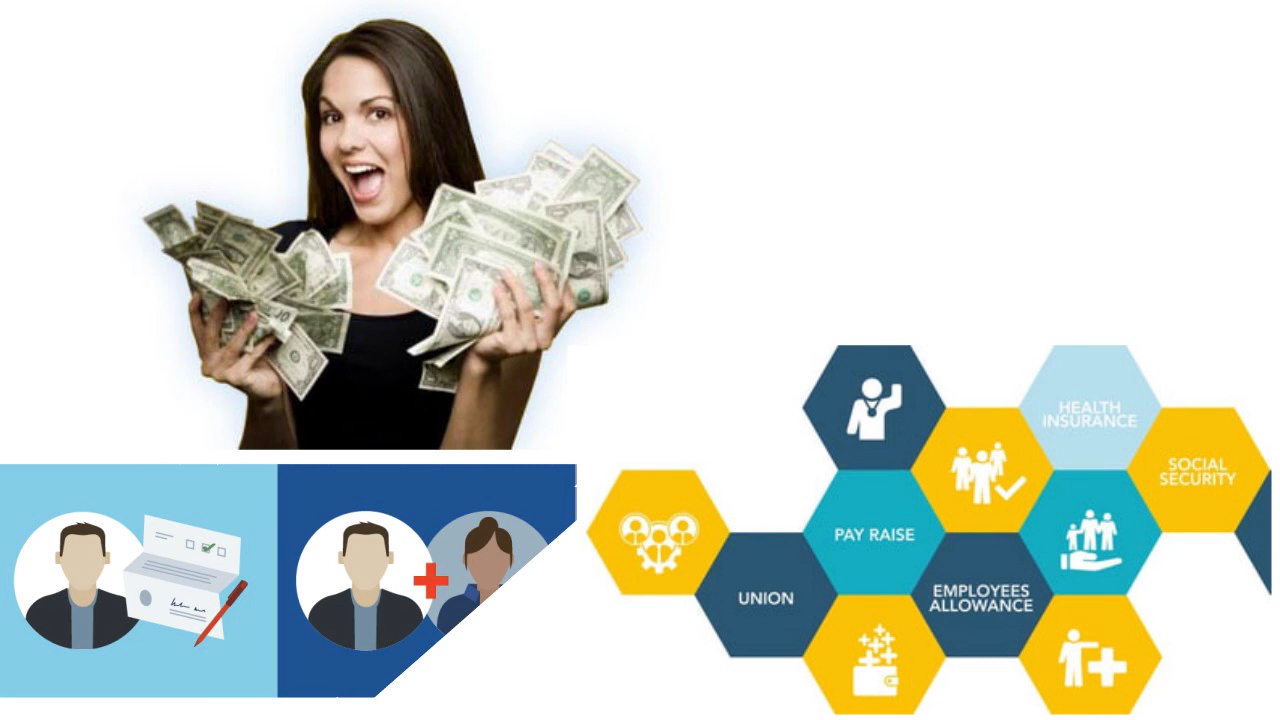 HEALTH
INSURANCE
SOCIAL
SECURITY
PAY RAISE
UNION
EMPLOYEES
ALLOWANCE